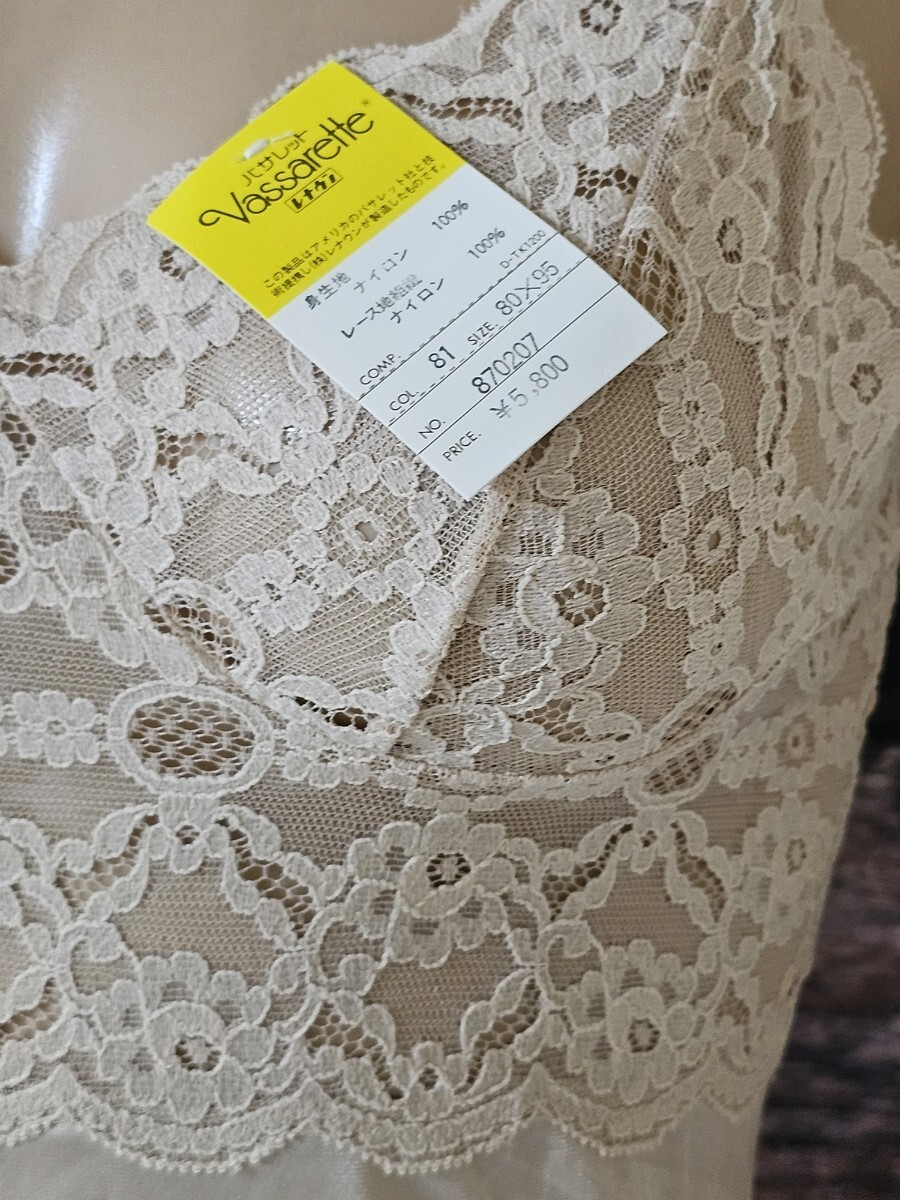 バサレット
Vassarette®
レナウン
この製品はアメリカのバサレット社と技
術提携し(株)レナウンが製造したものです。
身生地 100%
ナイロン
レース地組紐 100%
ナイロン
D-TK1200
COMP.
COL. 81 SIZE. 80×95
NO. 870207
PRICE. ¥5,800